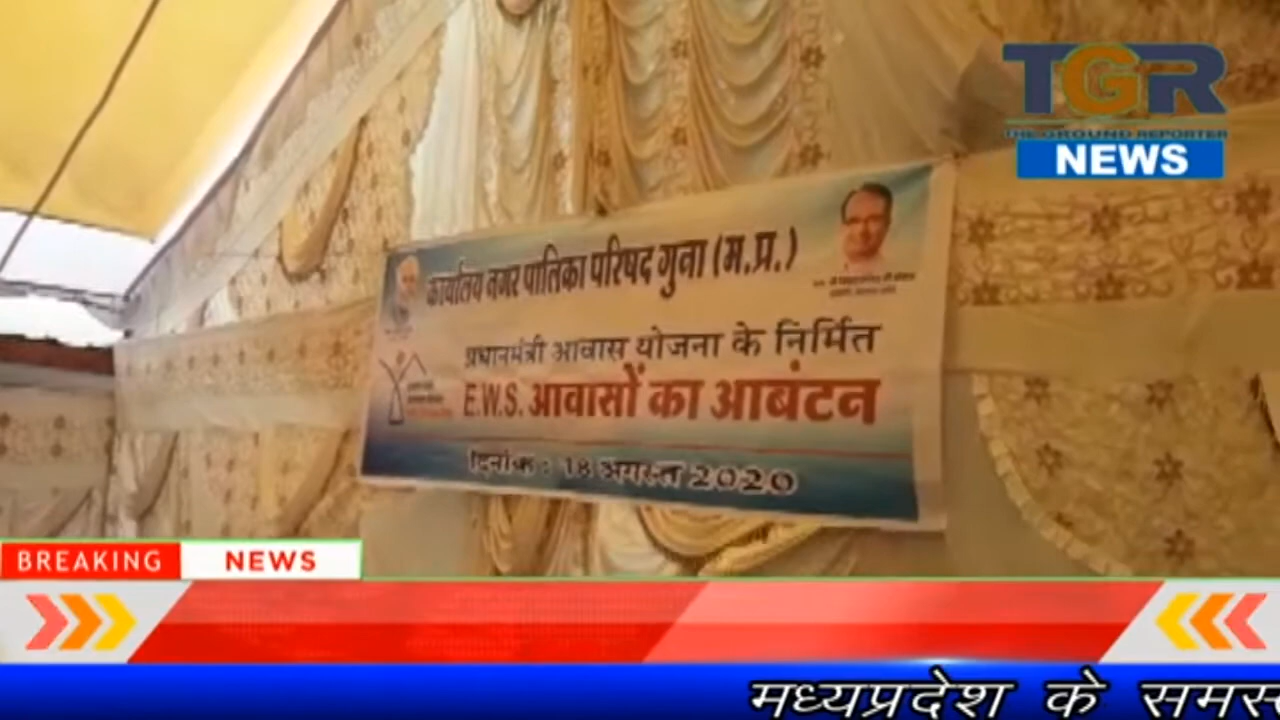 TGR
THE GROUND REPORTER
NEWS
कार्यालय नगर पालिका परिषद गुना (म.प्र.)
प्रधानमंत्री आवास योजना के निर्मित
E.W.S. आवासों का आबंटन
दिनांक : 18 अगस्त 2020
BREAKING NEWS
मध्यप्रदेश के समस